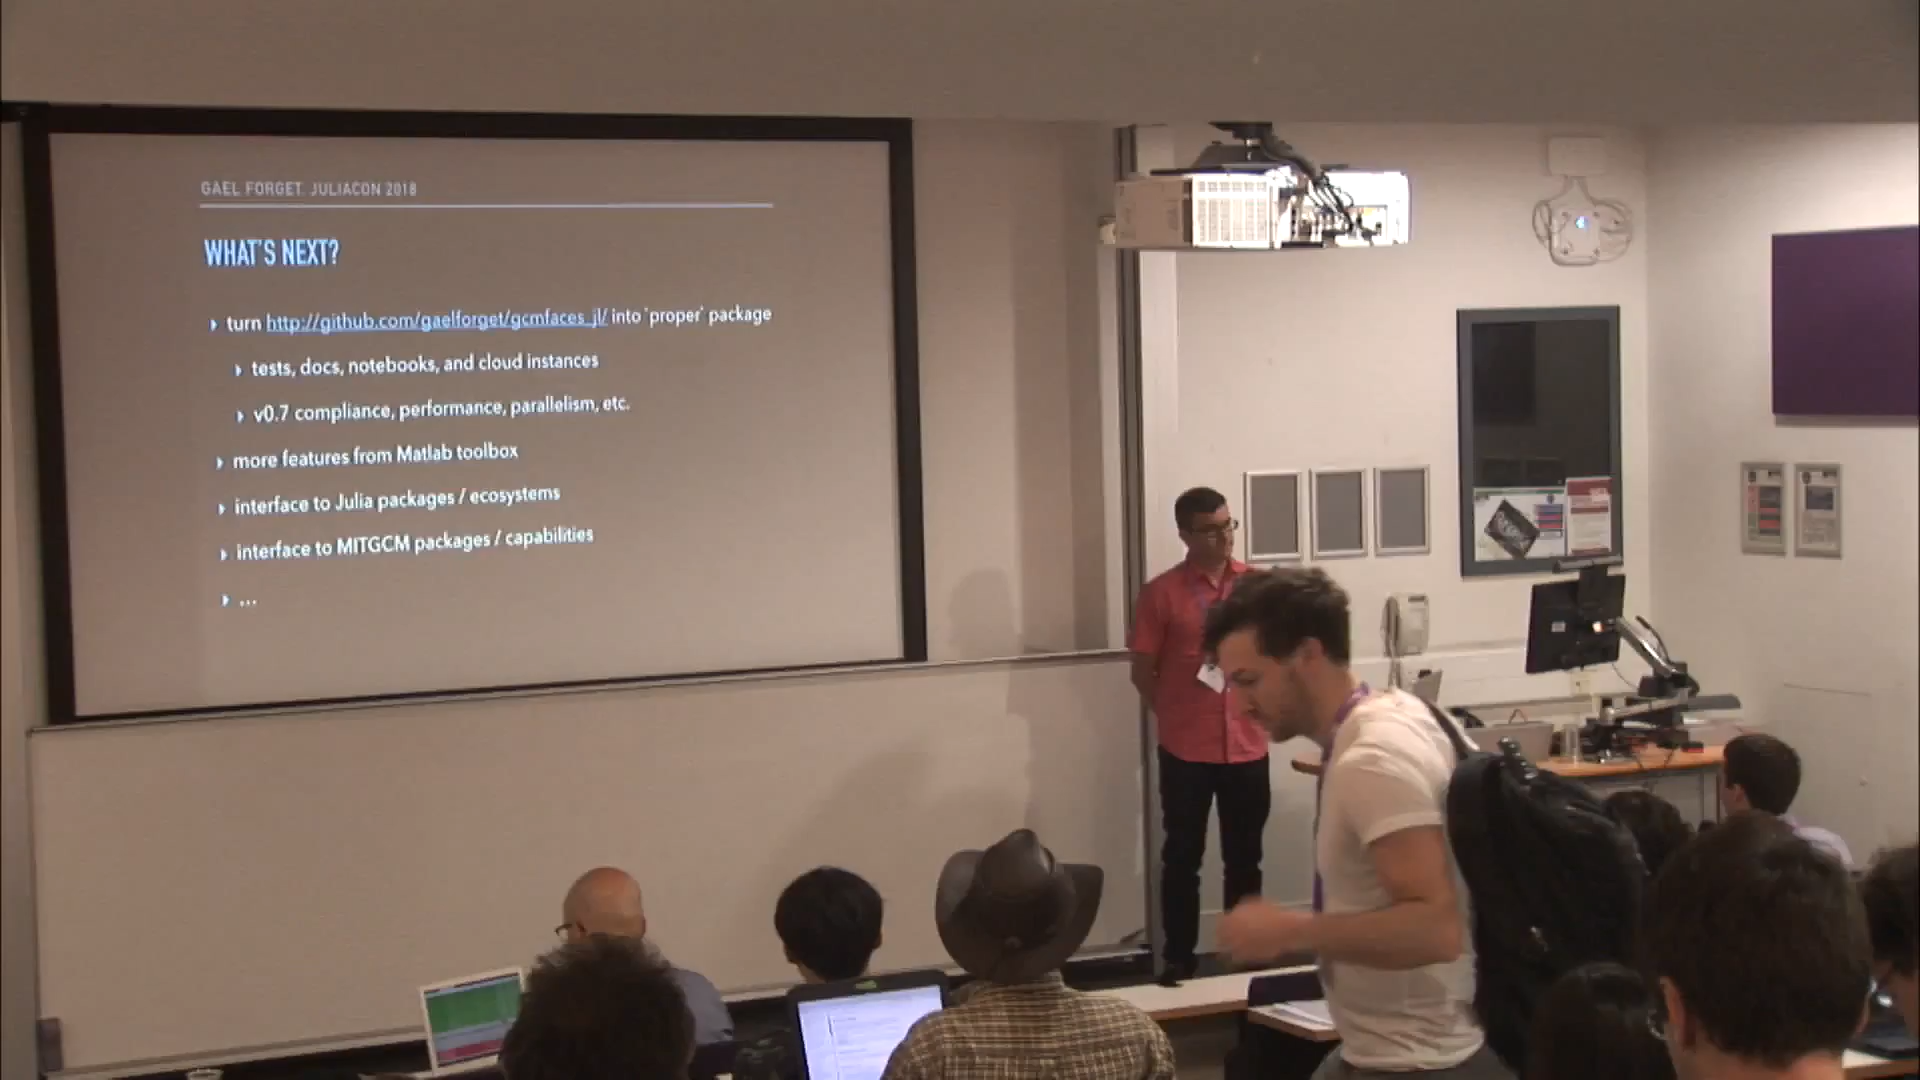 GAEL FORGET. JULIACON 2018
WHAT'S NEXT?
turn http://github.com/gaelforget/gcmfaces_jl/ into 'proper' package
tests, docs, notebooks, and cloud instances
v0.7 compliance, performance, parallelism, etc.
more features from Matlab toolbox
interface to Julia packages / ecosystems
interface to MITGCM packages / capabilities
...